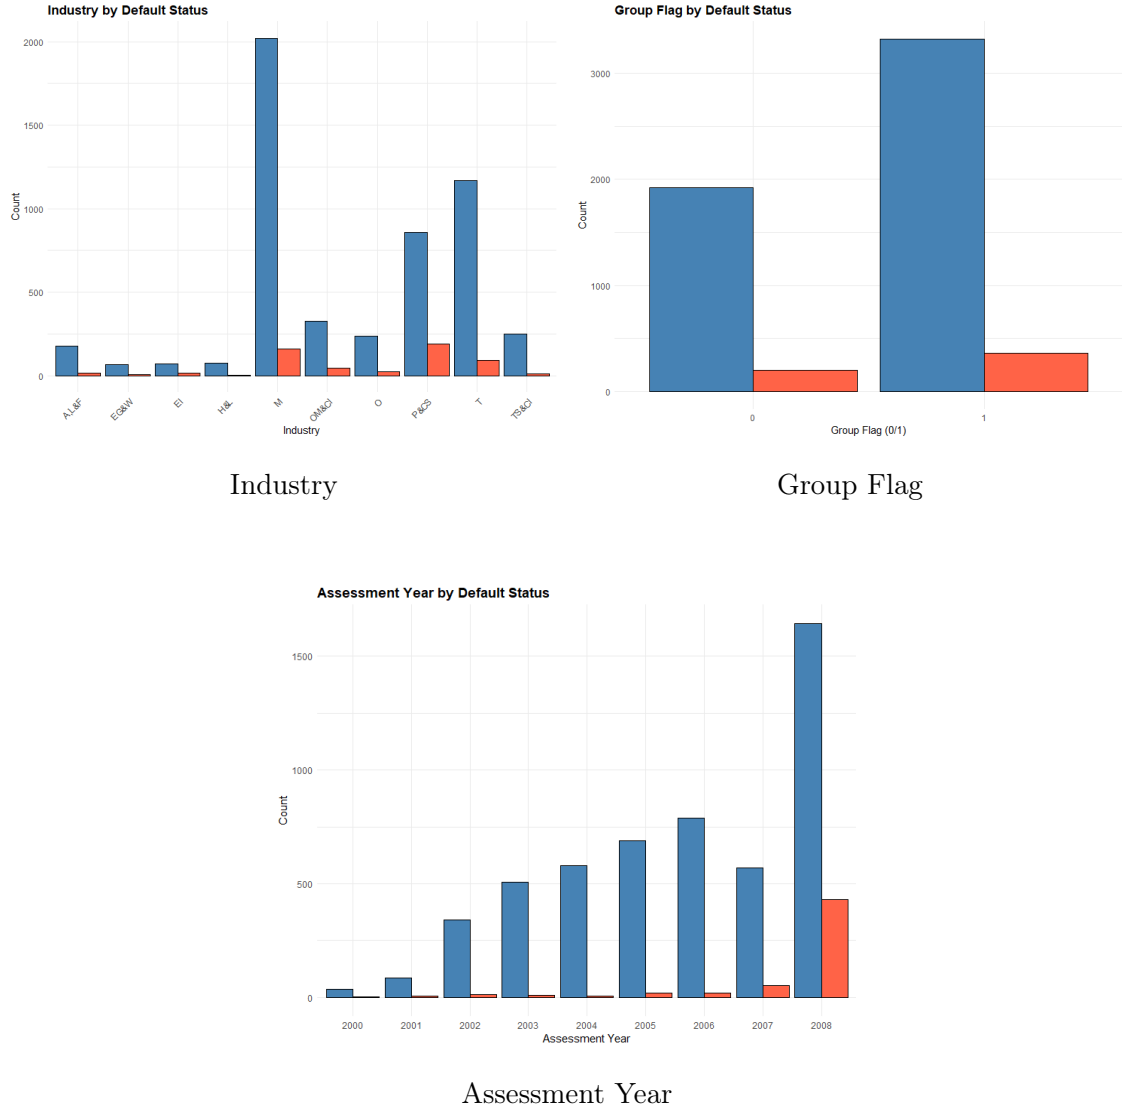 Industry by Default Status
Count
2000
1500
1000
500
0
A,L&F
EG&W
EI
H&L
M
OM&CI
O
P&CS
T
TS&CI
Industry
Industry
Group Flag by Default Status
Count
3000
2000
1000
0
0
1
Group Flag (0/1)
Group Flag
Assessment Year by Default Status
Count
1500
1000
500
0
2000 2001 2002 2003 2004 2005 2006 2007 2008
Assessment Year
Assessment Year